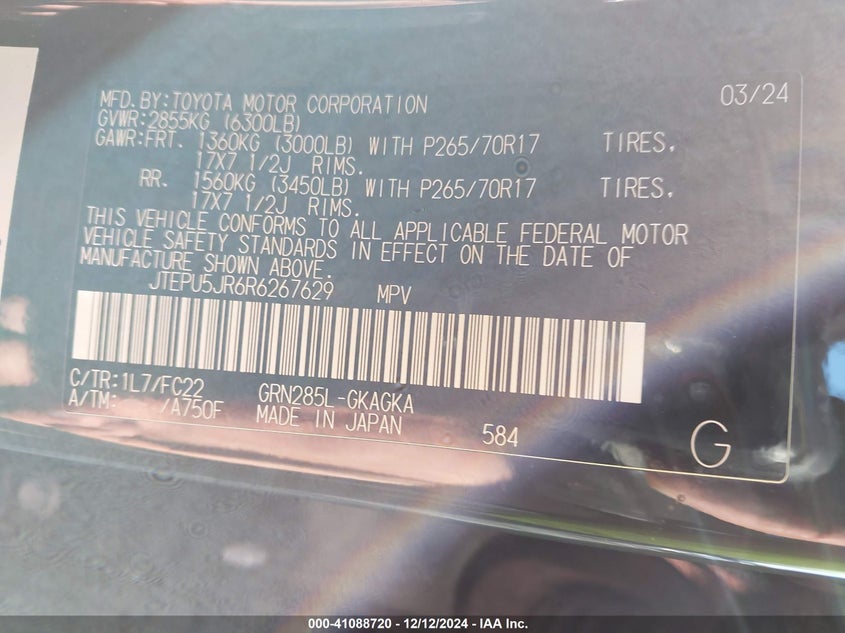 MFD.BY:TOYOTA MOTOR CORPORATION 03/24
GVWR:2855KG (6300LB)
GAWR:FRT. 1360KG (3000LB) WITH P265/70R17 TIRES.
17X7 1/2J RIMS.
RR. 1560KG (3450LB) WITH P265/70R17 TIRES.
17X7 1/2J RIMS.
THIS VEHICLE CONFORMS TO ALL APPLICABLE FEDERAL MOTOR
VEHICLE SAFETY STANDARDS IN EFFECT ON THE DATE OF
MANUFACTURE SHOWN ABOVE.
JTEPU5JR6R6267629 MPV
C/TR:1L7/FC22 GRN285L-GKAGKA
A/TM: /A750F MADE IN JAPAN 584
G
000-41088720 - 12/12/2024 - IAA Inc.